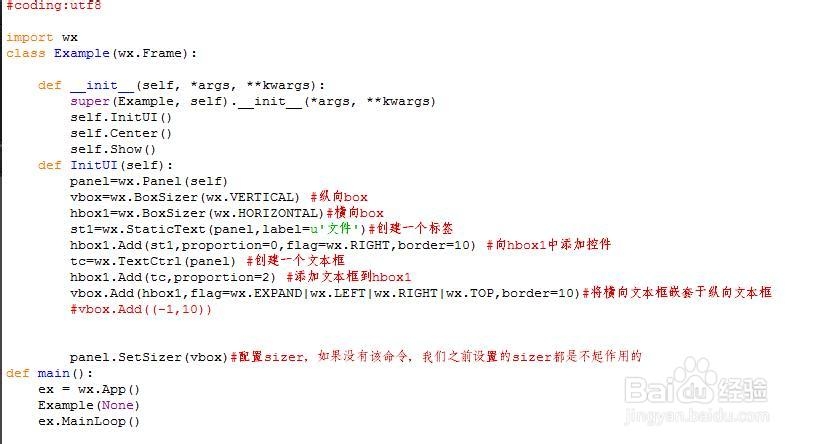 #coding:utf8
import wx
class Example(wx.Frame):
    def __init__(self, *args, **kwargs):
        super(Example, self).__init__(*args, **kwargs)
        self.InitUI()
        self.Center()
        self.Show()
    def InitUI(self):
        panel=wx.Panel(self)
        vbox=wx.BoxSizer(wx.VERTICAL) #纵向box
        hbox1=wx.BoxSizer(wx.HORIZONTAL)#横向box
        st1=wx.StaticText(panel,label=u'文件')#创建一个标签
        hbox1.Add(st1,proportion=0,flag=wx.RIGHT,border=10) #向hbox1中添加控件
        tc=wx.TextCtrl(panel) #创建一个文本框
        hbox1.Add(tc,proportion=2) #添加文本框到hbox1
        vbox.Add(hbox1,flag=wx.EXPAND|wx.LEFT|wx.RIGHT|wx.TOP,border=10)#将横向文本框嵌套于纵向文本框
        #vbox.Add((-1,10))
        panel.SetSizer(vbox)#配置sizer，如果没有该命令，我们之前设置的sizer都是不起作用的
def main():
    ex = wx.App()
    Example(None)
    ex.MainLoop()
Baidu 经验
jingyan.baidu.com